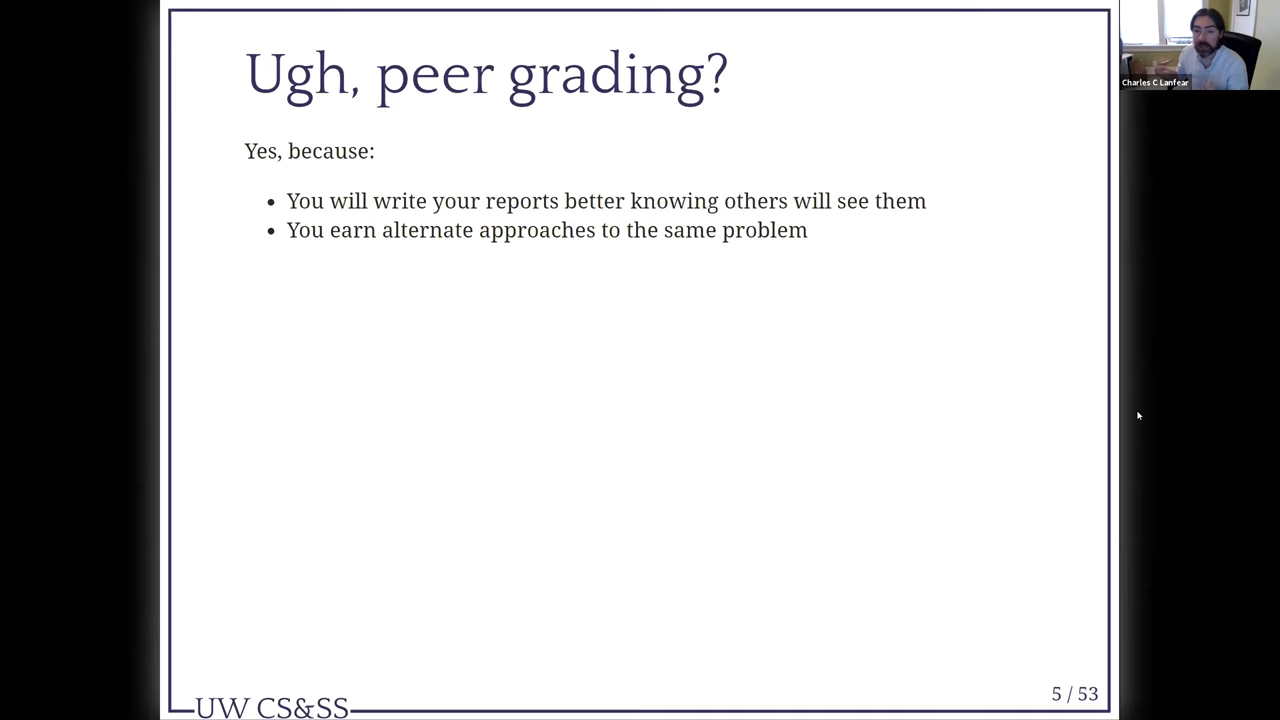 Ugh, peer grading?
Charles C Lanfear
Yes, because:
• You will write your reports better knowing others will see them
• You earn alternate approaches to the same problem
5 / 53
UW CS&SS